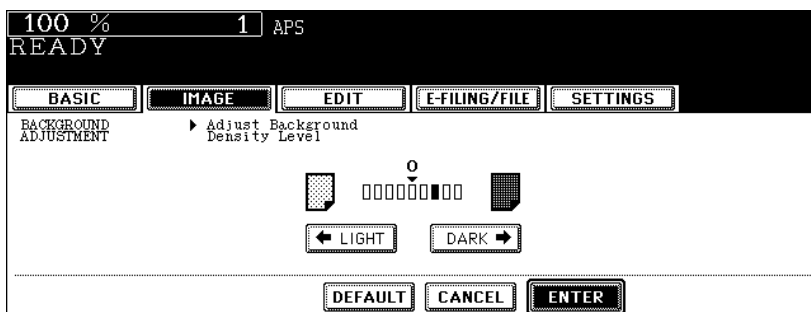 100 % 1 APS
READY
BASIC IMAGE EDIT E-FILING/FILE SETTINGS
BACKGROUND ADJUSTMENT
▶ Adjust Background
Density Level
0
← LIGHT DARK →
DEFAULT CANCEL ENTER